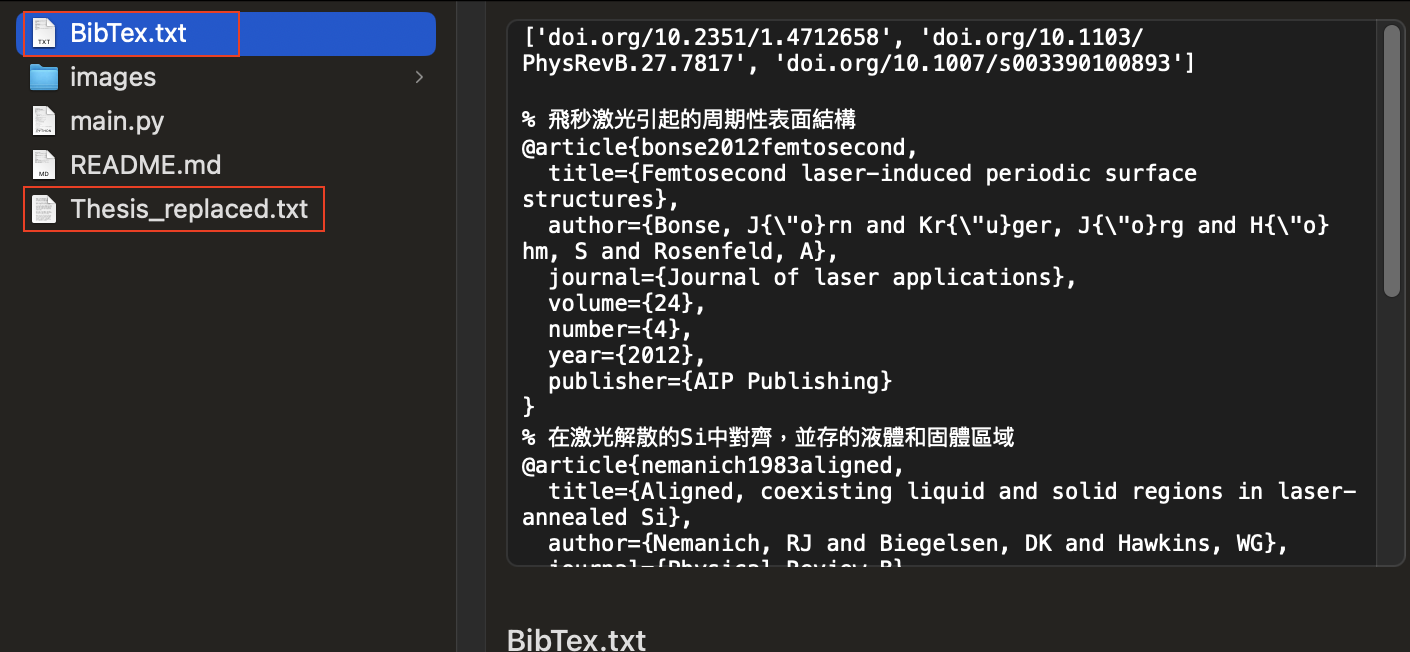 BibTex.txt
images
main.py
README.md
Thesis_replaced.txt
['doi.org/10.2351/1.4712658', 'doi.org/10.1103/
PhysRevB.27.7817', 'doi.org/10.1007/s003390100893']
% 飛秒激光引起的周期性表面結構
@article{bonse2012femtosecond,
title={Femtosecond laser-induced periodic surface
structures},
author={Bonse, J{\"o}rn and Kr{\"u}ger, J{\"o}rg and H{\"o}
hm, S and Rosenfeld, A},
journal={Journal of laser applications},
volume={24},
number={4},
year={2012},
publisher={AIP Publishing}
}
% 在激光解散的Si中對齊，並存的液體和固體區域
@article{nemanich1983aligned,
title={Aligned, coexisting liquid and solid regions in laser-
annealed Si},
author={Nemanich, RJ and Biegelsen, DK and Hawkins, WG},
journal={Physical Review B},
BibTex.txt